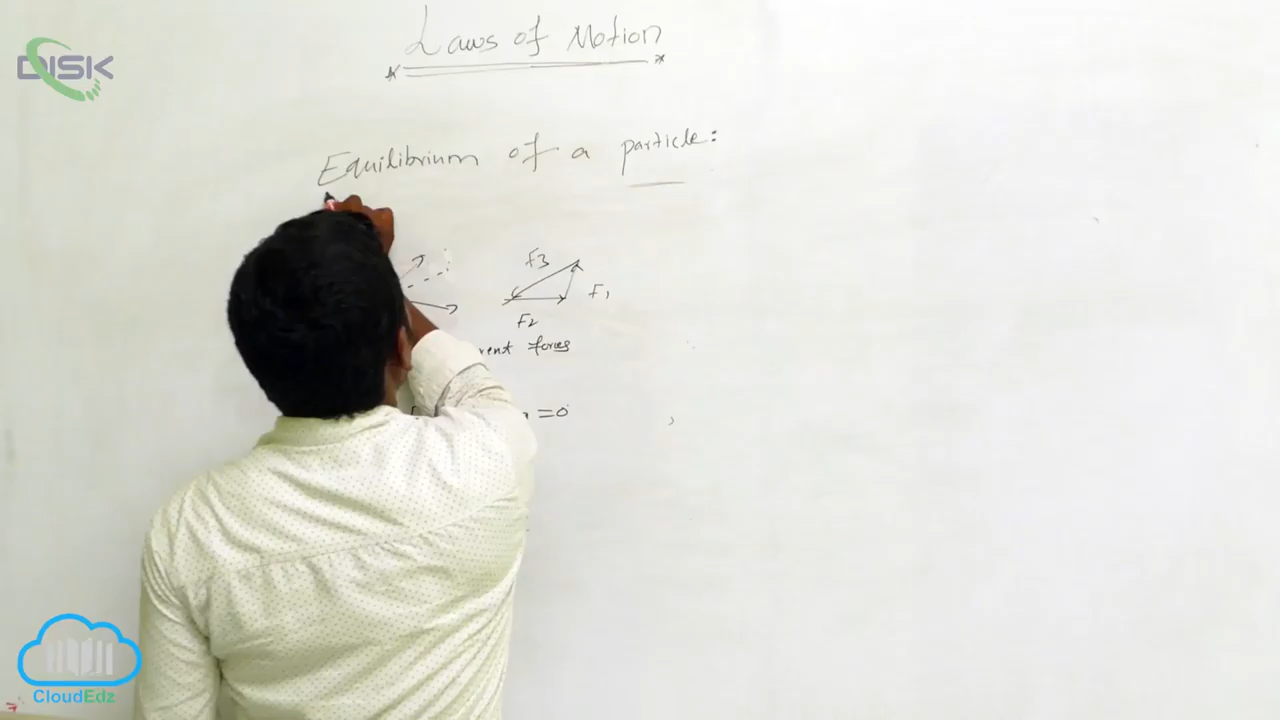 Laws of Motion
DISK
Equilibrium of a particle:
F3
F1
F2
forces
=0
CloudEdz